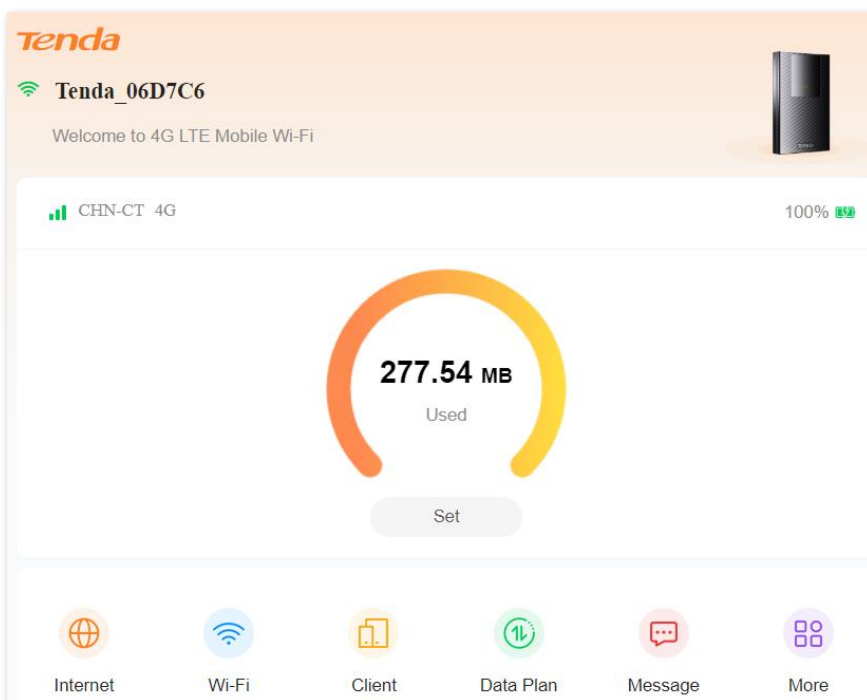 Tenda
Tenda_06D7C6
Welcome to 4G LTE Mobile Wi-Fi
CHN-CT 4G
100%
277.54 MB
Used
Set
Internet Wi-Fi Client Data Plan Message More